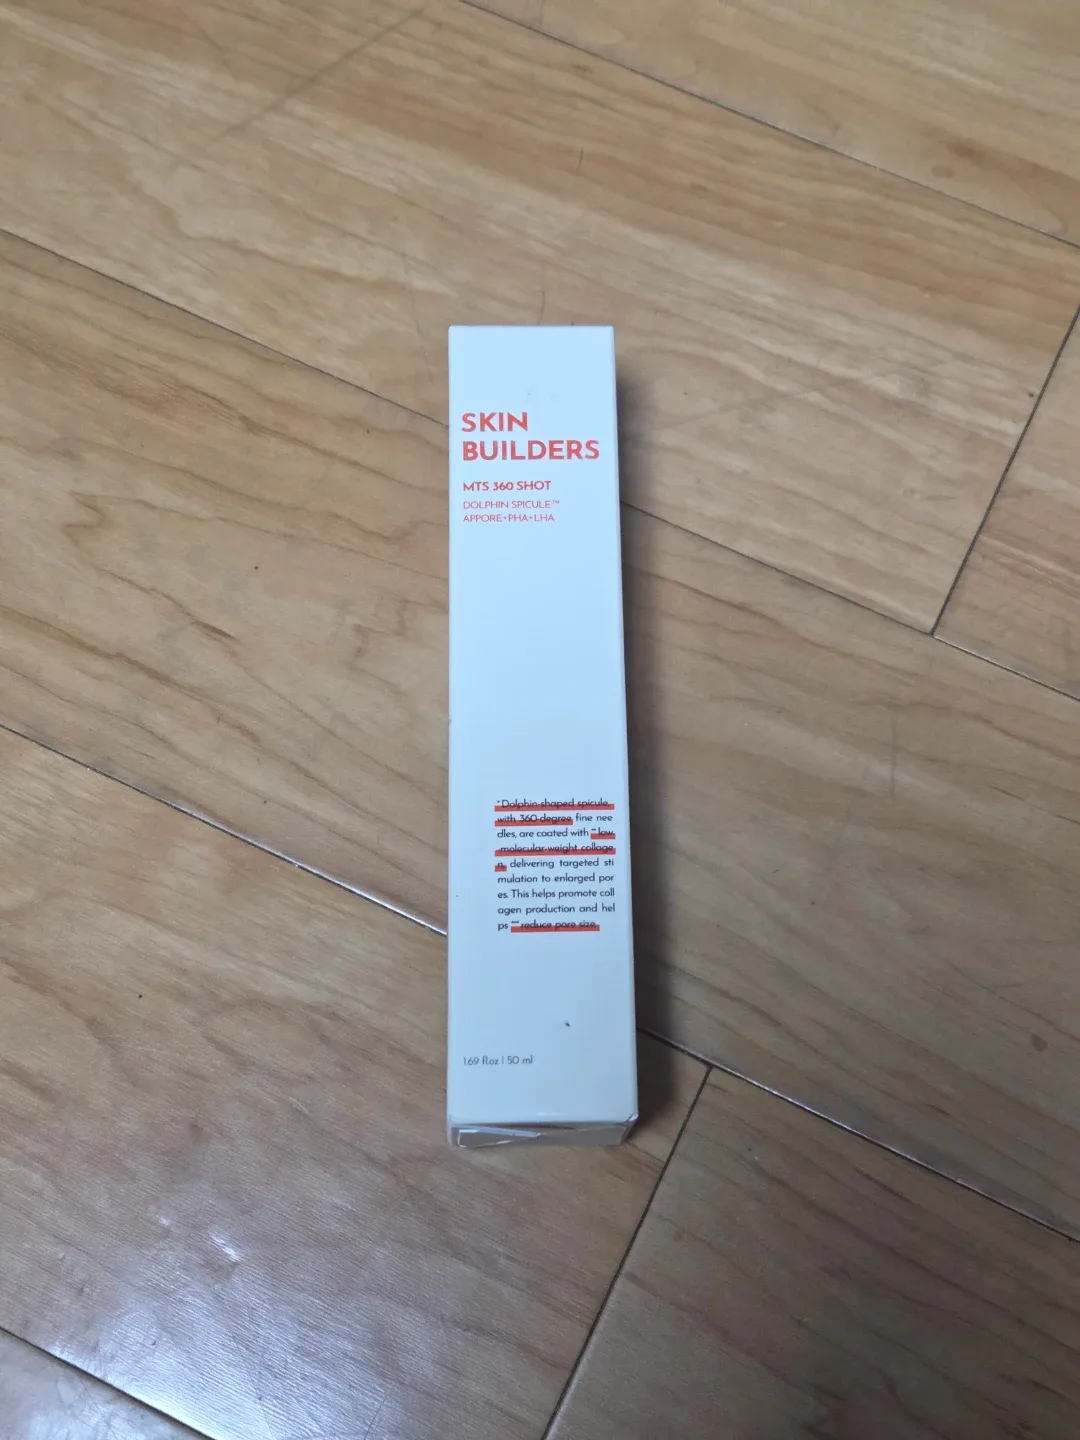 SKIN
BUILDERS
MTS 360 SHOT
DOLPHIN SPICULE™
APPORE+PHA+LHA
*Dolphin-shaped spicule,
with 360-degree fine nee
dles, are coated with **low
molecular weight collage
n, delivering targeted sti
mulation to enlarged por
es. This helps promote coll
agen production and hel
ps ***reduce pore size.
1.69 fl.oz | 50 ml